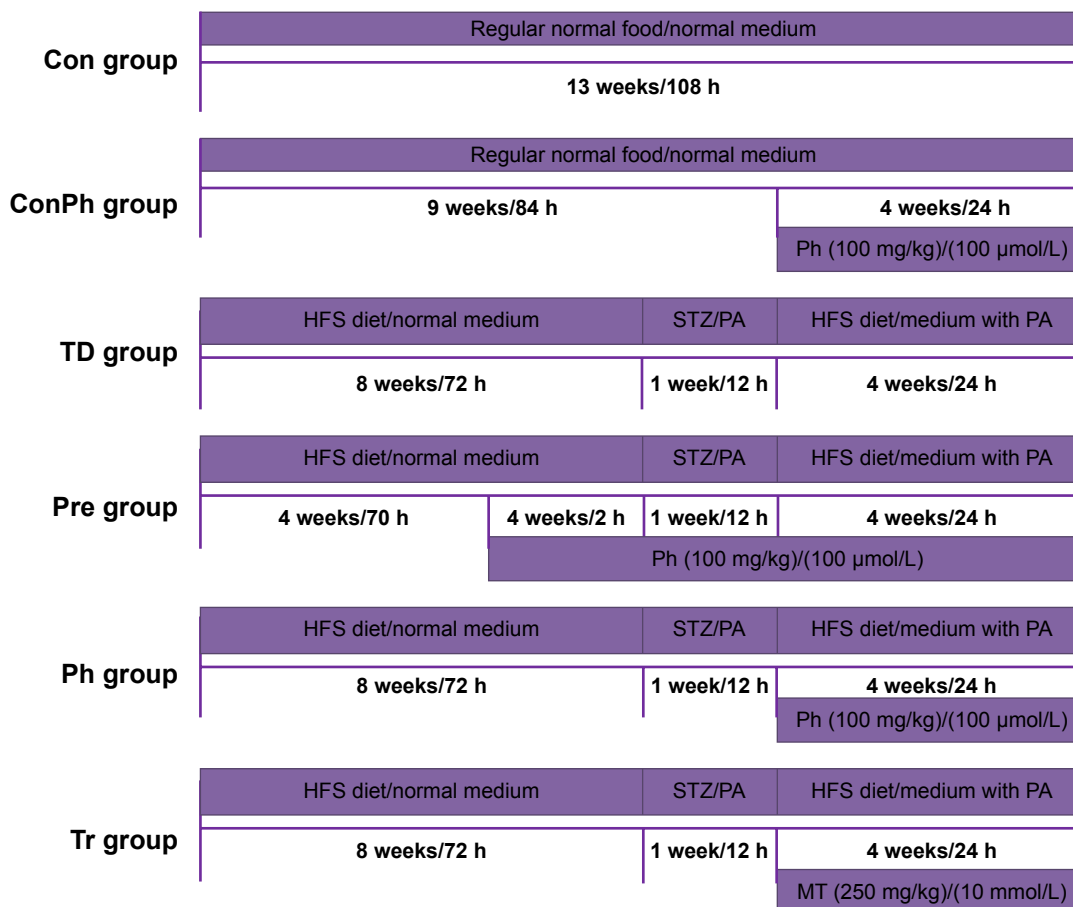 Regular normal food/normal medium
Con group
13 weeks/108 h
Regular normal food/normal medium
ConPh group
9 weeks/84 h
4 weeks/24 h
Ph (100 mg/kg)/(100 µmol/L)
HFS diet/normal medium
STZ/PA
HFS diet/medium with PA
TD group
8 weeks/72 h
1 week/12 h
4 weeks/24 h
HFS diet/normal medium
STZ/PA
HFS diet/medium with PA
Pre group
4 weeks/70 h
4 weeks/2 h
1 week/12 h
4 weeks/24 h
Ph (100 mg/kg)/(100 µmol/L)
HFS diet/normal medium
STZ/PA
HFS diet/medium with PA
Ph group
8 weeks/72 h
1 week/12 h
4 weeks/24 h
Ph (100 mg/kg)/(100 µmol/L)
HFS diet/normal medium
STZ/PA
HFS diet/medium with PA
Tr group
8 weeks/72 h
1 week/12 h
4 weeks/24 h
MT (250 mg/kg)/(10 mmol/L)